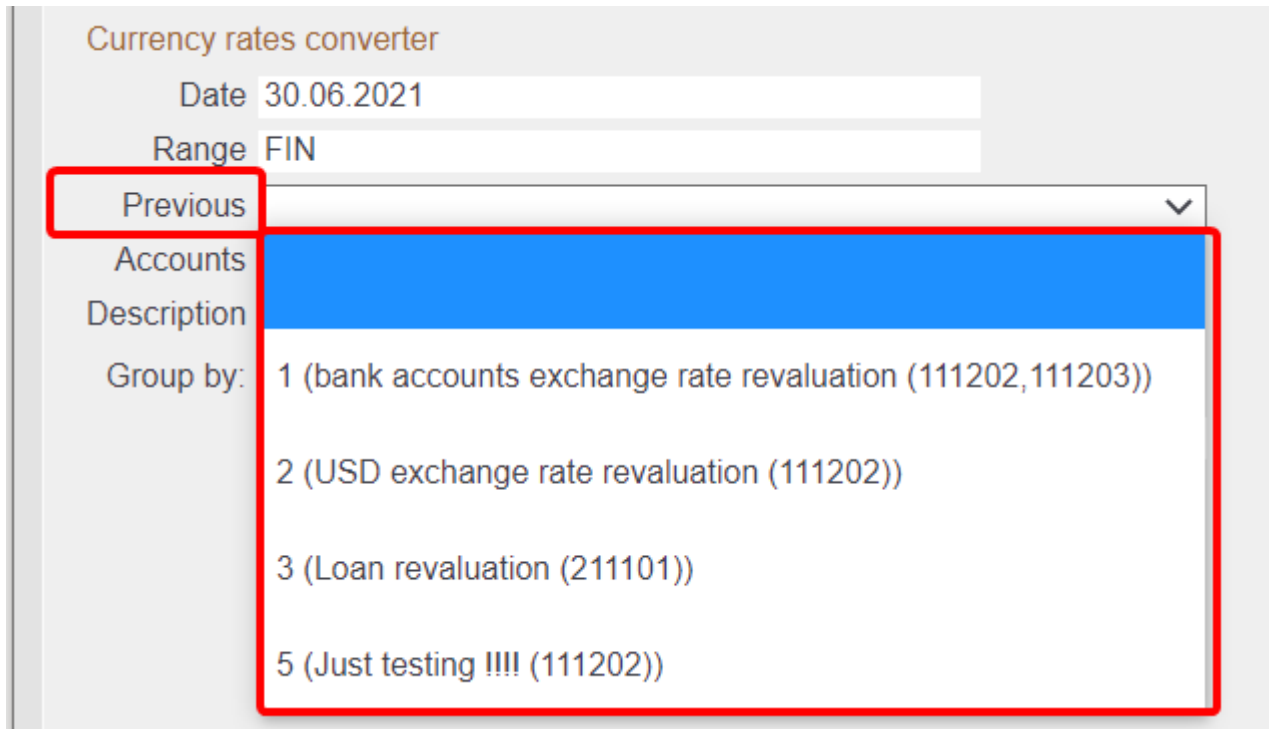 Currency rates converter
Date 30.06.2021
Range FIN
Previous
Accounts
Description
Group by: 1 (bank accounts exchange rate revaluation (111202,111203))
2 (USD exchange rate revaluation (111202))
3 (Loan revaluation (211101))
5 (Just testing !!!! (111202))